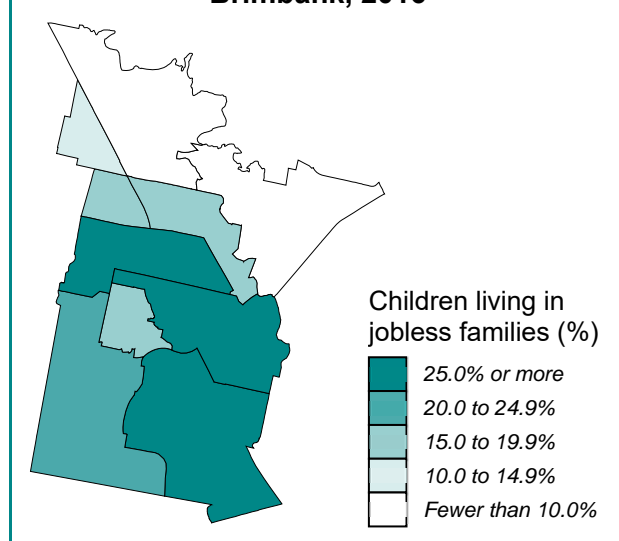 Children living in
jobless families (%)
25.0% or more
20.0 to 24.9%
15.0 to 19.9%
10.0 to 14.9%
Fewer than 10.0%